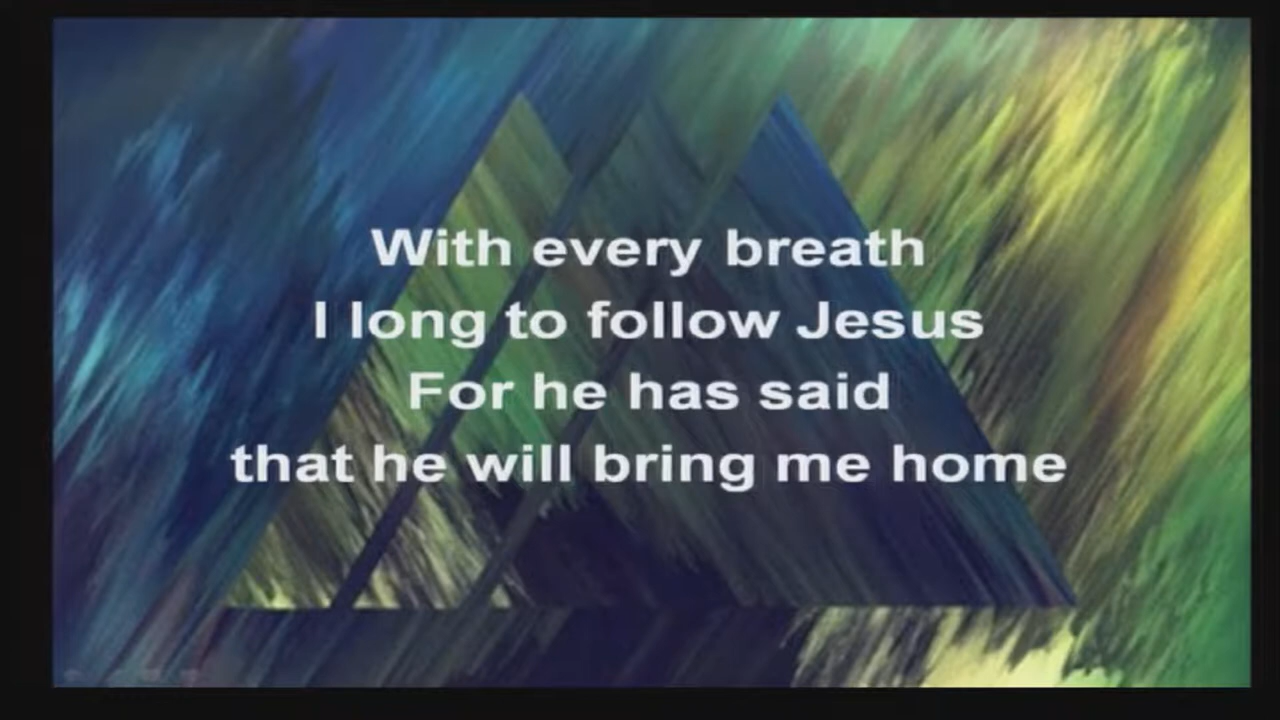 With every breath
I long to follow Jesus
For he has said
that he will bring me home